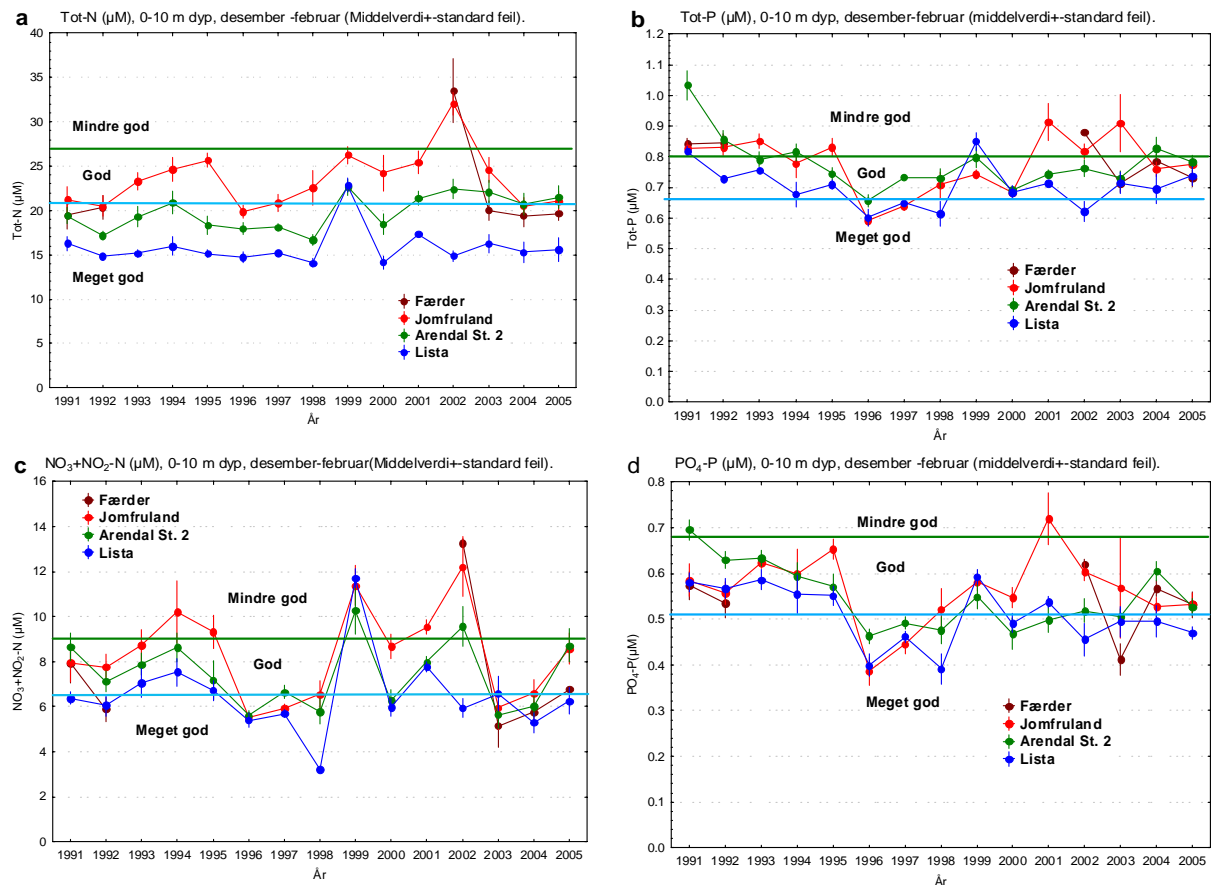 a
Tot-N (µM), 0-10 m dyp, desember -februar (Middelverdi+-standard feil).
40
35
30
25
20
15
10
5
0
Tot-N (µM)
Mindre god
God
Meget god
Færder
Jomfruland
Arendal St. 2
Lista
1991 1992 1993 1994 1995 1996 1997 1998 1999 2000 2001 2002 2003 2004 2005
År
b
Tot-P (µM), 0-10 m dyp, desember-februar (middelverdi+-standard feil).
1.2
1.1
1.0
0.9
0.8
0.7
0.6
0.5
0.4
0.3
0.2
0.1
0.0
Tot-P (µM)
Mindre god
God
Meget god
Færder
Jomfruland
Arendal St. 2
Lista
1991 1992 1993 1994 1995 1996 1997 1998 1999 2000 2001 2002 2003 2004 2005
År
c
NO3+NO2-N (µM), 0-10 m dyp, desember-februar(Middelverdi+-standard feil).
16
14
12
10
8
6
4
2
0
NO3+NO2-N (µM)
Færder
Jomfruland
Arendal St. 2
Lista
Mindre god
God
Meget god
1991 1992 1993 1994 1995 1996 1997 1998 1999 2000 2001 2002 2003 2004 2005
År
d
PO4-P (µM), 0-10 m dyp, desember -februar (middelverdi+-standard feil).
0.8
0.7
0.6
0.5
0.4
0.3
0.2
0.1
0.0
PO4-P(µM)
Mindre god
God
Meget god
Færder
Jomfruland
Arendal St. 2
Lista
1991 1992 1993 1994 1995 1996 1997 1998 1999 2000 2001 2002 2003 2004 2005
År